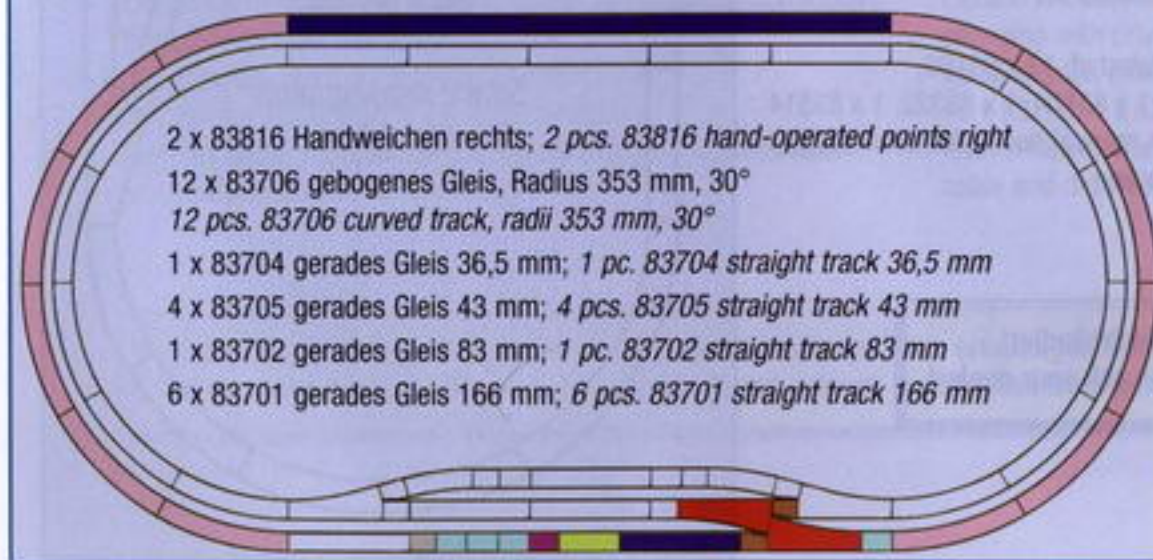 2 x 83816 Handweichen rechts; 2 pcs. 83816 hand-operated points right
12 x 83706 gebogenes Gleis, Radius 353 mm, 30°
12 pcs. 83706 curved track, radii 353 mm, 30°
1 x 83704 gerades Gleis 36,5 mm; 1 pc. 83704 straight track 36,5 mm
4 x 83705 gerades Gleis 43 mm; 4 pcs. 83705 straight track 43 mm
1 x 83702 gerades Gleis 83 mm; 1 pc. 83702 straight track 83 mm
6 x 83701 gerades Gleis 166 mm; 6 pcs. 83701 straight track 166 mm